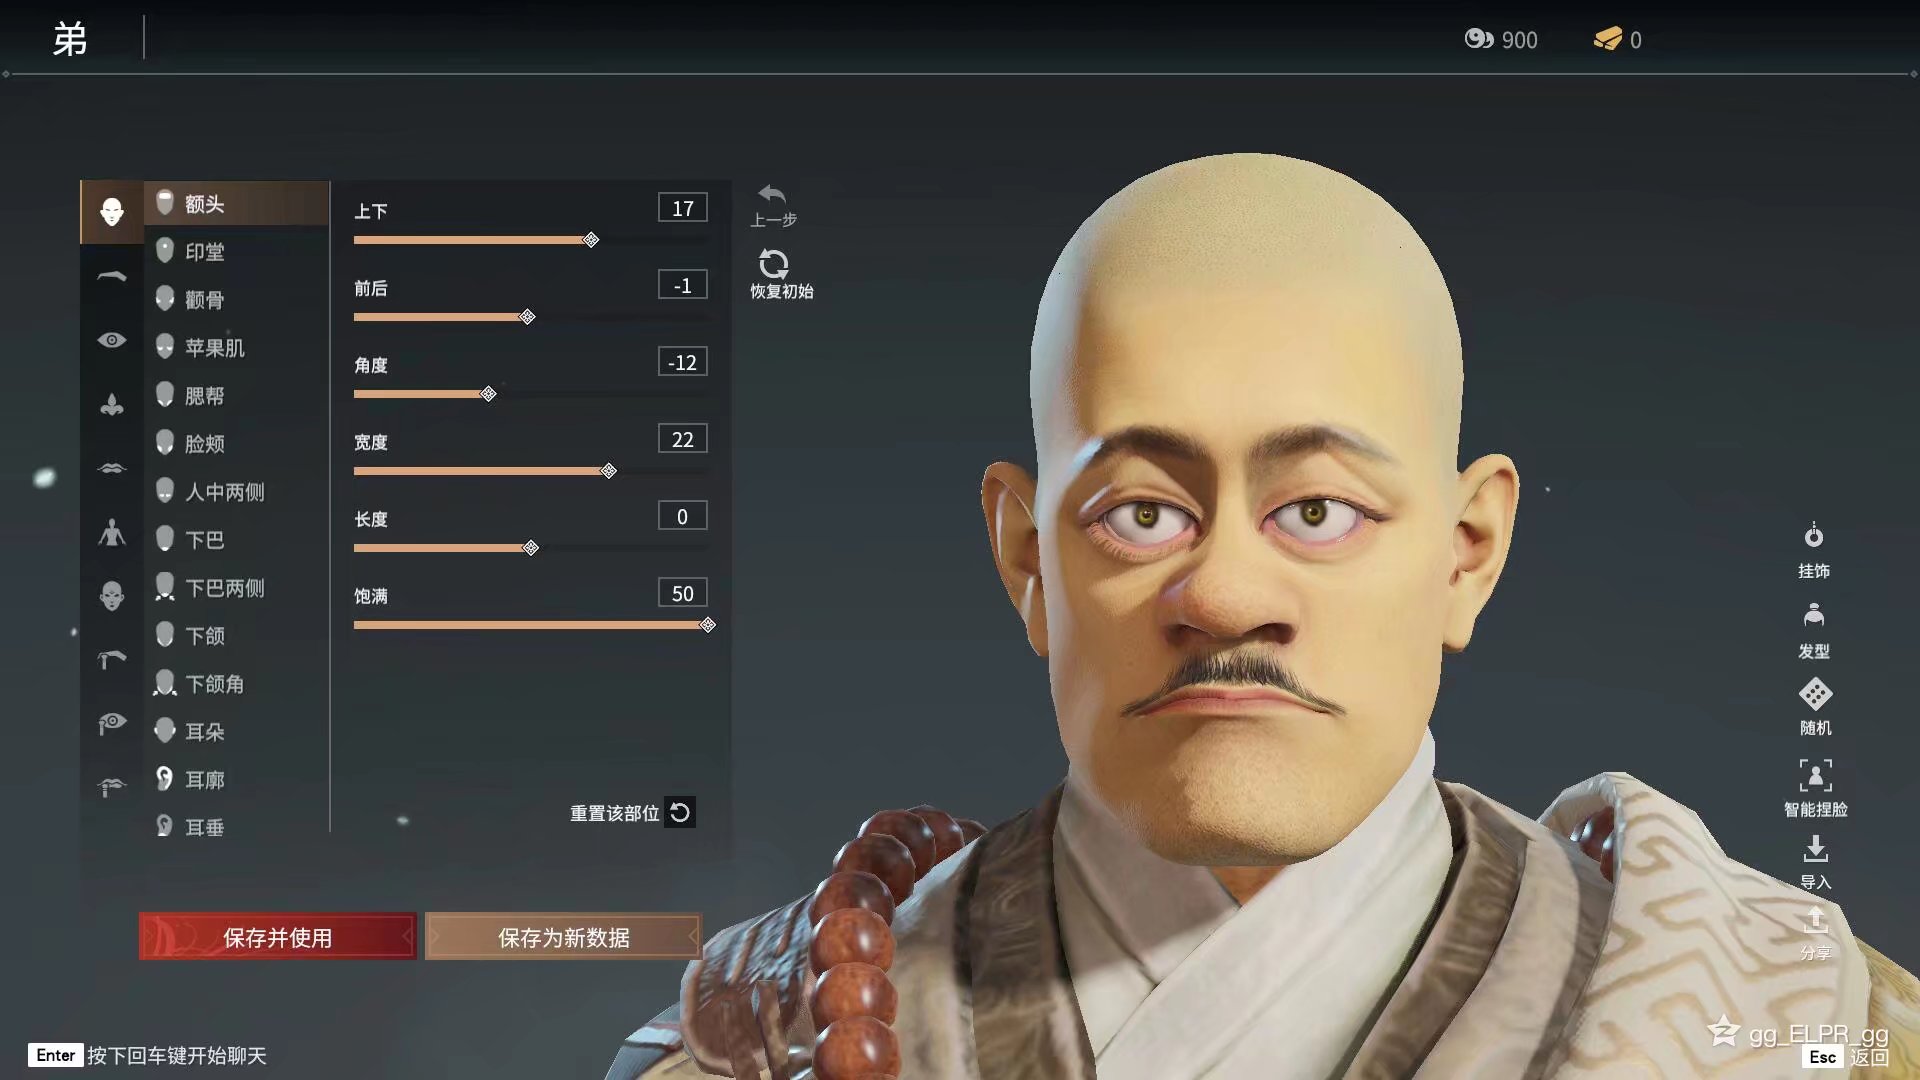 弟
900
0
额头
印堂
颧骨
苹果肌
腮帮
脸颊
人中两侧
下巴
下巴两侧
下颌
下颌角
耳朵
耳廓
耳垂
上下
17
前后
-1
角度
-12
宽度
22
长度
0
饱满
50
重置该部位
上一步
恢复初始
保存并使用
保存为新数据
挂饰
发型
随机
智能捏脸
导入
分享
gg_ELPR_gg
Enter 按下回车键开始聊天
Esc 返回